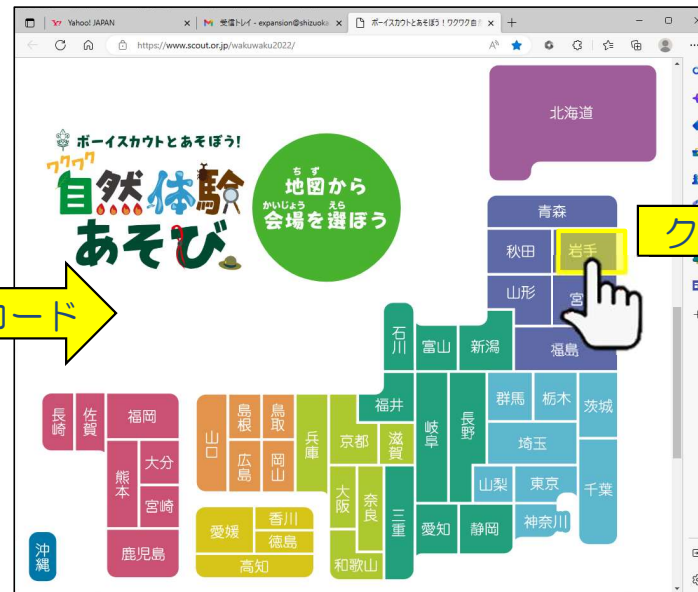 Yahoo! JAPAN
受信トレイ - expansion@shizuoka
ボーイスカウトとあそぼう!ワクワク自
https://www.scout.or.jp/wakuwaku2022/
ボーイスカウトとあそぼう!
ワクワク
自然体験
あそび
ちず
地図から
かいじょう えら
会場を選ぼう
コード
ク
北海道
青森
秋田
岩手
山形
宮
福島
石川
富山
新潟
福井
岐阜
長野
群馬
栃木
茨城
埼玉
山梨
東京
千葉
神奈川
長崎
佐賀
福岡
熊本
大分
宮崎
鹿児島
沖縄
山口
島根
鳥取
広島
岡山
兵庫
京都
滋賀
大阪
奈良
三重
和歌山
愛知
静岡
愛媛
香川
徳島
高知